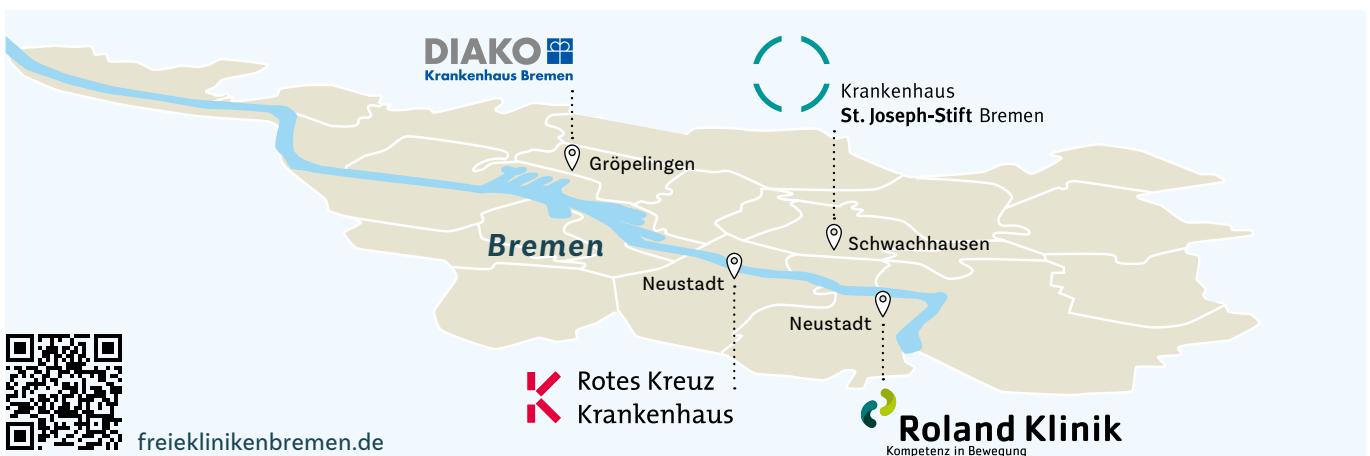 DIAKO
Krankenhaus Bremen
Krankenhaus
St. Joseph-Stift Bremen
Gröpelingen
Bremen
Schwachhausen
Neustadt
Neustadt
Rotes Kreuz
Krankenhaus
Roland Klinik
Kompetenz in Bewegung
freieklinikenbremen.de